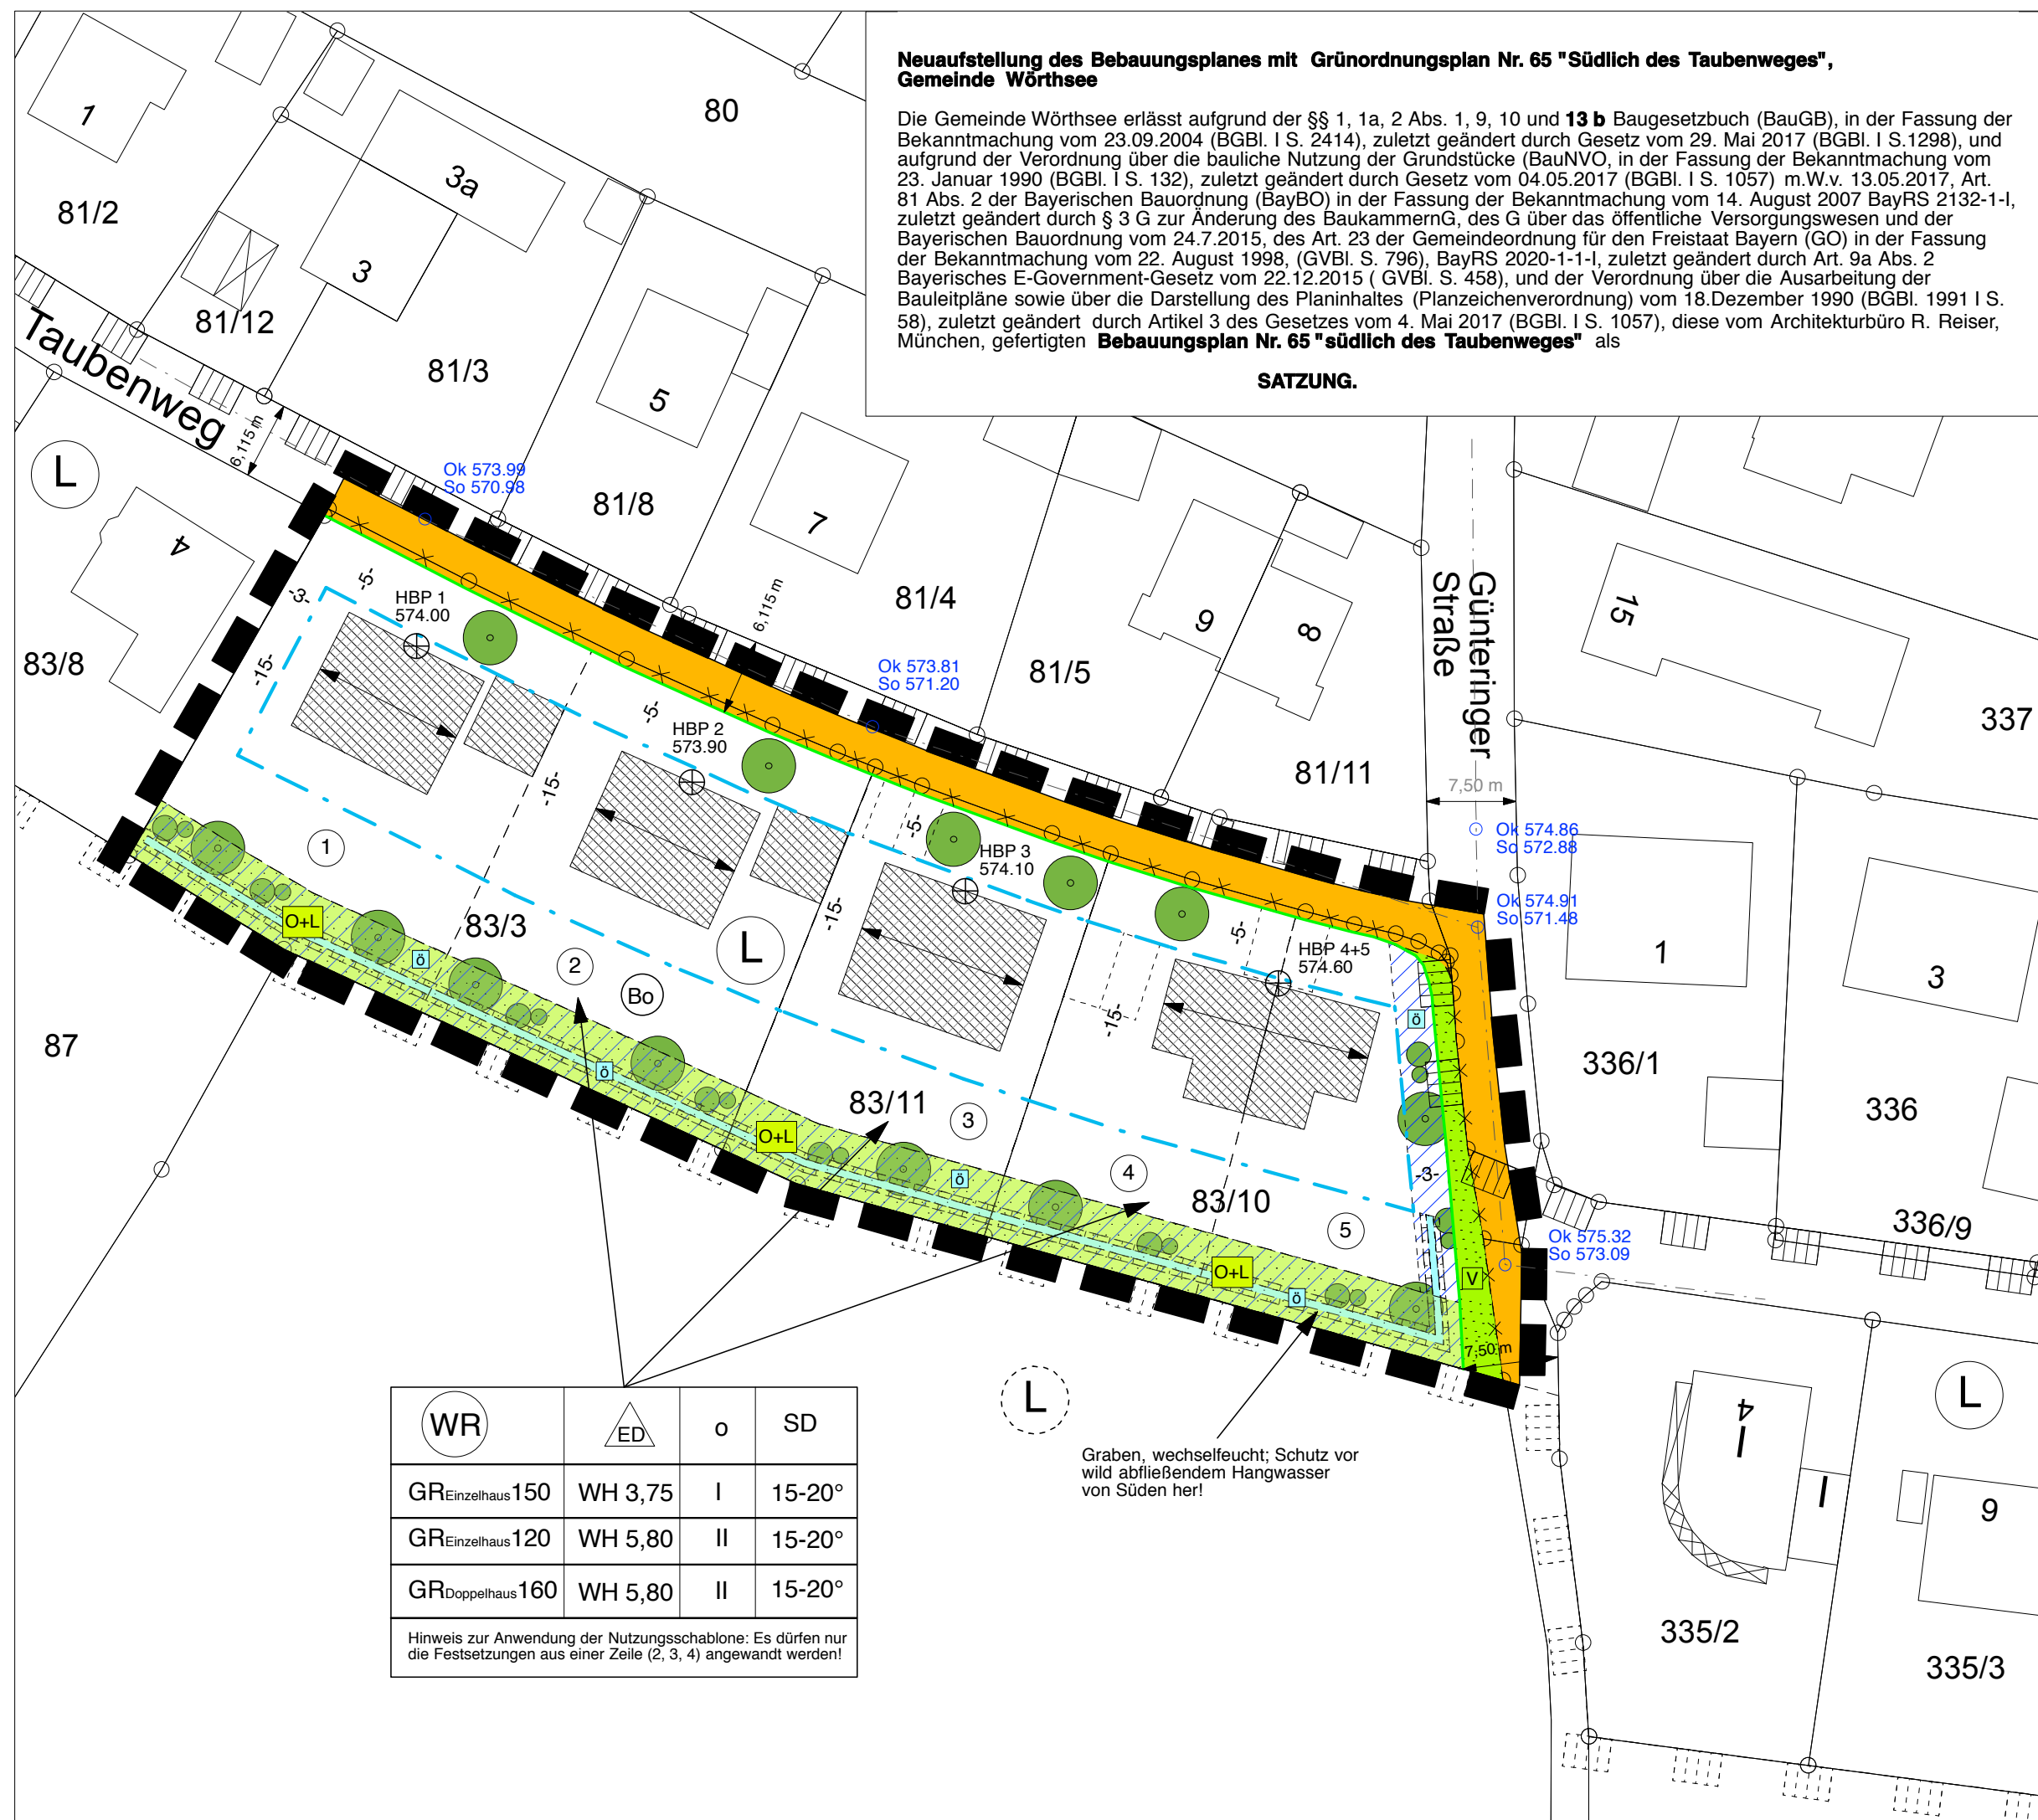 Neuaufstellung des Bebauungsplanes mit Grünordnungsplan Nr. 65 "Südlich des Taubenweges",
Gemeinde Wörthsee
Die Gemeinde Wörthsee erlässt aufgrund der §§ 1, 1a, 2 Abs. 1, 9, 10 und 13 b Baugesetzbuch (BauGB), in der Fassung der
Bekanntmachung vom 23.09.2004 (BGBl. I S. 2414), zuletzt geändert durch Gesetz vom 29. Mai 2017 (BGBl. I S.1298), und
aufgrund der Verordnung über die bauliche Nutzung der Grundstücke (BauNVO, in der Fassung der Bekanntmachung vom
23. Januar 1990 (BGBl. I S. 132), zuletzt geändert durch Gesetz vom 04.05.2017 (BGBl. I S. 1057) m.W.v. 13.05.2017, Art.
81 Abs. 2 der Bayerischen Bauordnung (BayBO) in der Fassung der Bekanntmachung vom 14. August 2007 BayRS 2132-1-I,
zuletzt geändert durch § 3 G zur Änderung des BaukammernG, des G über das öffentliche Versorgungswesen und der
Bayerischen Bauordnung vom 24.7.2015, des Art. 23 der Gemeindeordnung für den Freistaat Bayern (GO) in der Fassung
der Bekanntmachung vom 22. August 1998, (GVBl. S. 796), BayRS 2020-1-1-I, zuletzt geändert durch Art. 9a Abs. 2
Bayerisches E-Government-Gesetz vom 22.12.2015 ( GVBl. S. 458), und der Verordnung über die Ausarbeitung der
Bauleitpläne sowie über die Darstellung des Planinhaltes (Planzeichenverordnung) vom 18.Dezember 1990 (BGBl. 1991 I S.
58), zuletzt geändert durch Artikel 3 des Gesetzes vom 4. Mai 2017 (BGBl. I S. 1057), diese vom Architekturbüro R. Reiser,
München, gefertigten Bebauungsplan Nr. 65 "südlich des Taubenweges" als
SATZUNG.
1
80
3a
81/2
3
81/12
Taubenweg
81/3
5
6,115 m
L
Ok 573.99
So 570.98
81/8
7
4
81/4
9
8
Günteringer
Straße
15
-3-
-5-
HBP 1
574.00
6,115 m
83/8
-15-
Ok 573.81
So 571.20
81/5
337
-5-
HBP 2
573.90
81/11
7,50 m
-15-
Ok 574.86
So 572.88
1
-5-
HBP 3
574.10
Ok 574.91
So 571.48
O+L
83/3
-15-
-5-
HBP 4+5
574.60
1
3
ö
2
Bo
L
87
-15-
ö
336/1
ö
83/11
3
336
O+L
ö
4
-3-
83/10
5
336/9
Ok 575.32
So 573.09
O+L
V
ö
7,50 m
L
L
4
I
I
9
WR
ED
o
SD
GREinzelhaus150
WH 3,75
I
15-20°
GREinzelhaus120
WH 5,80
II
15-20°
GRDoppelhaus160
WH 5,80
II
15-20°
Hinweis zur Anwendung der Nutzungsschablone: Es dürfen nur
die Festsetzungen aus einer Zeile (2, 3, 4) angewandt werden!
Graben, wechselfeucht; Schutz vor
wild abfließendem Hangwasser
von Süden her!
335/2
335/3